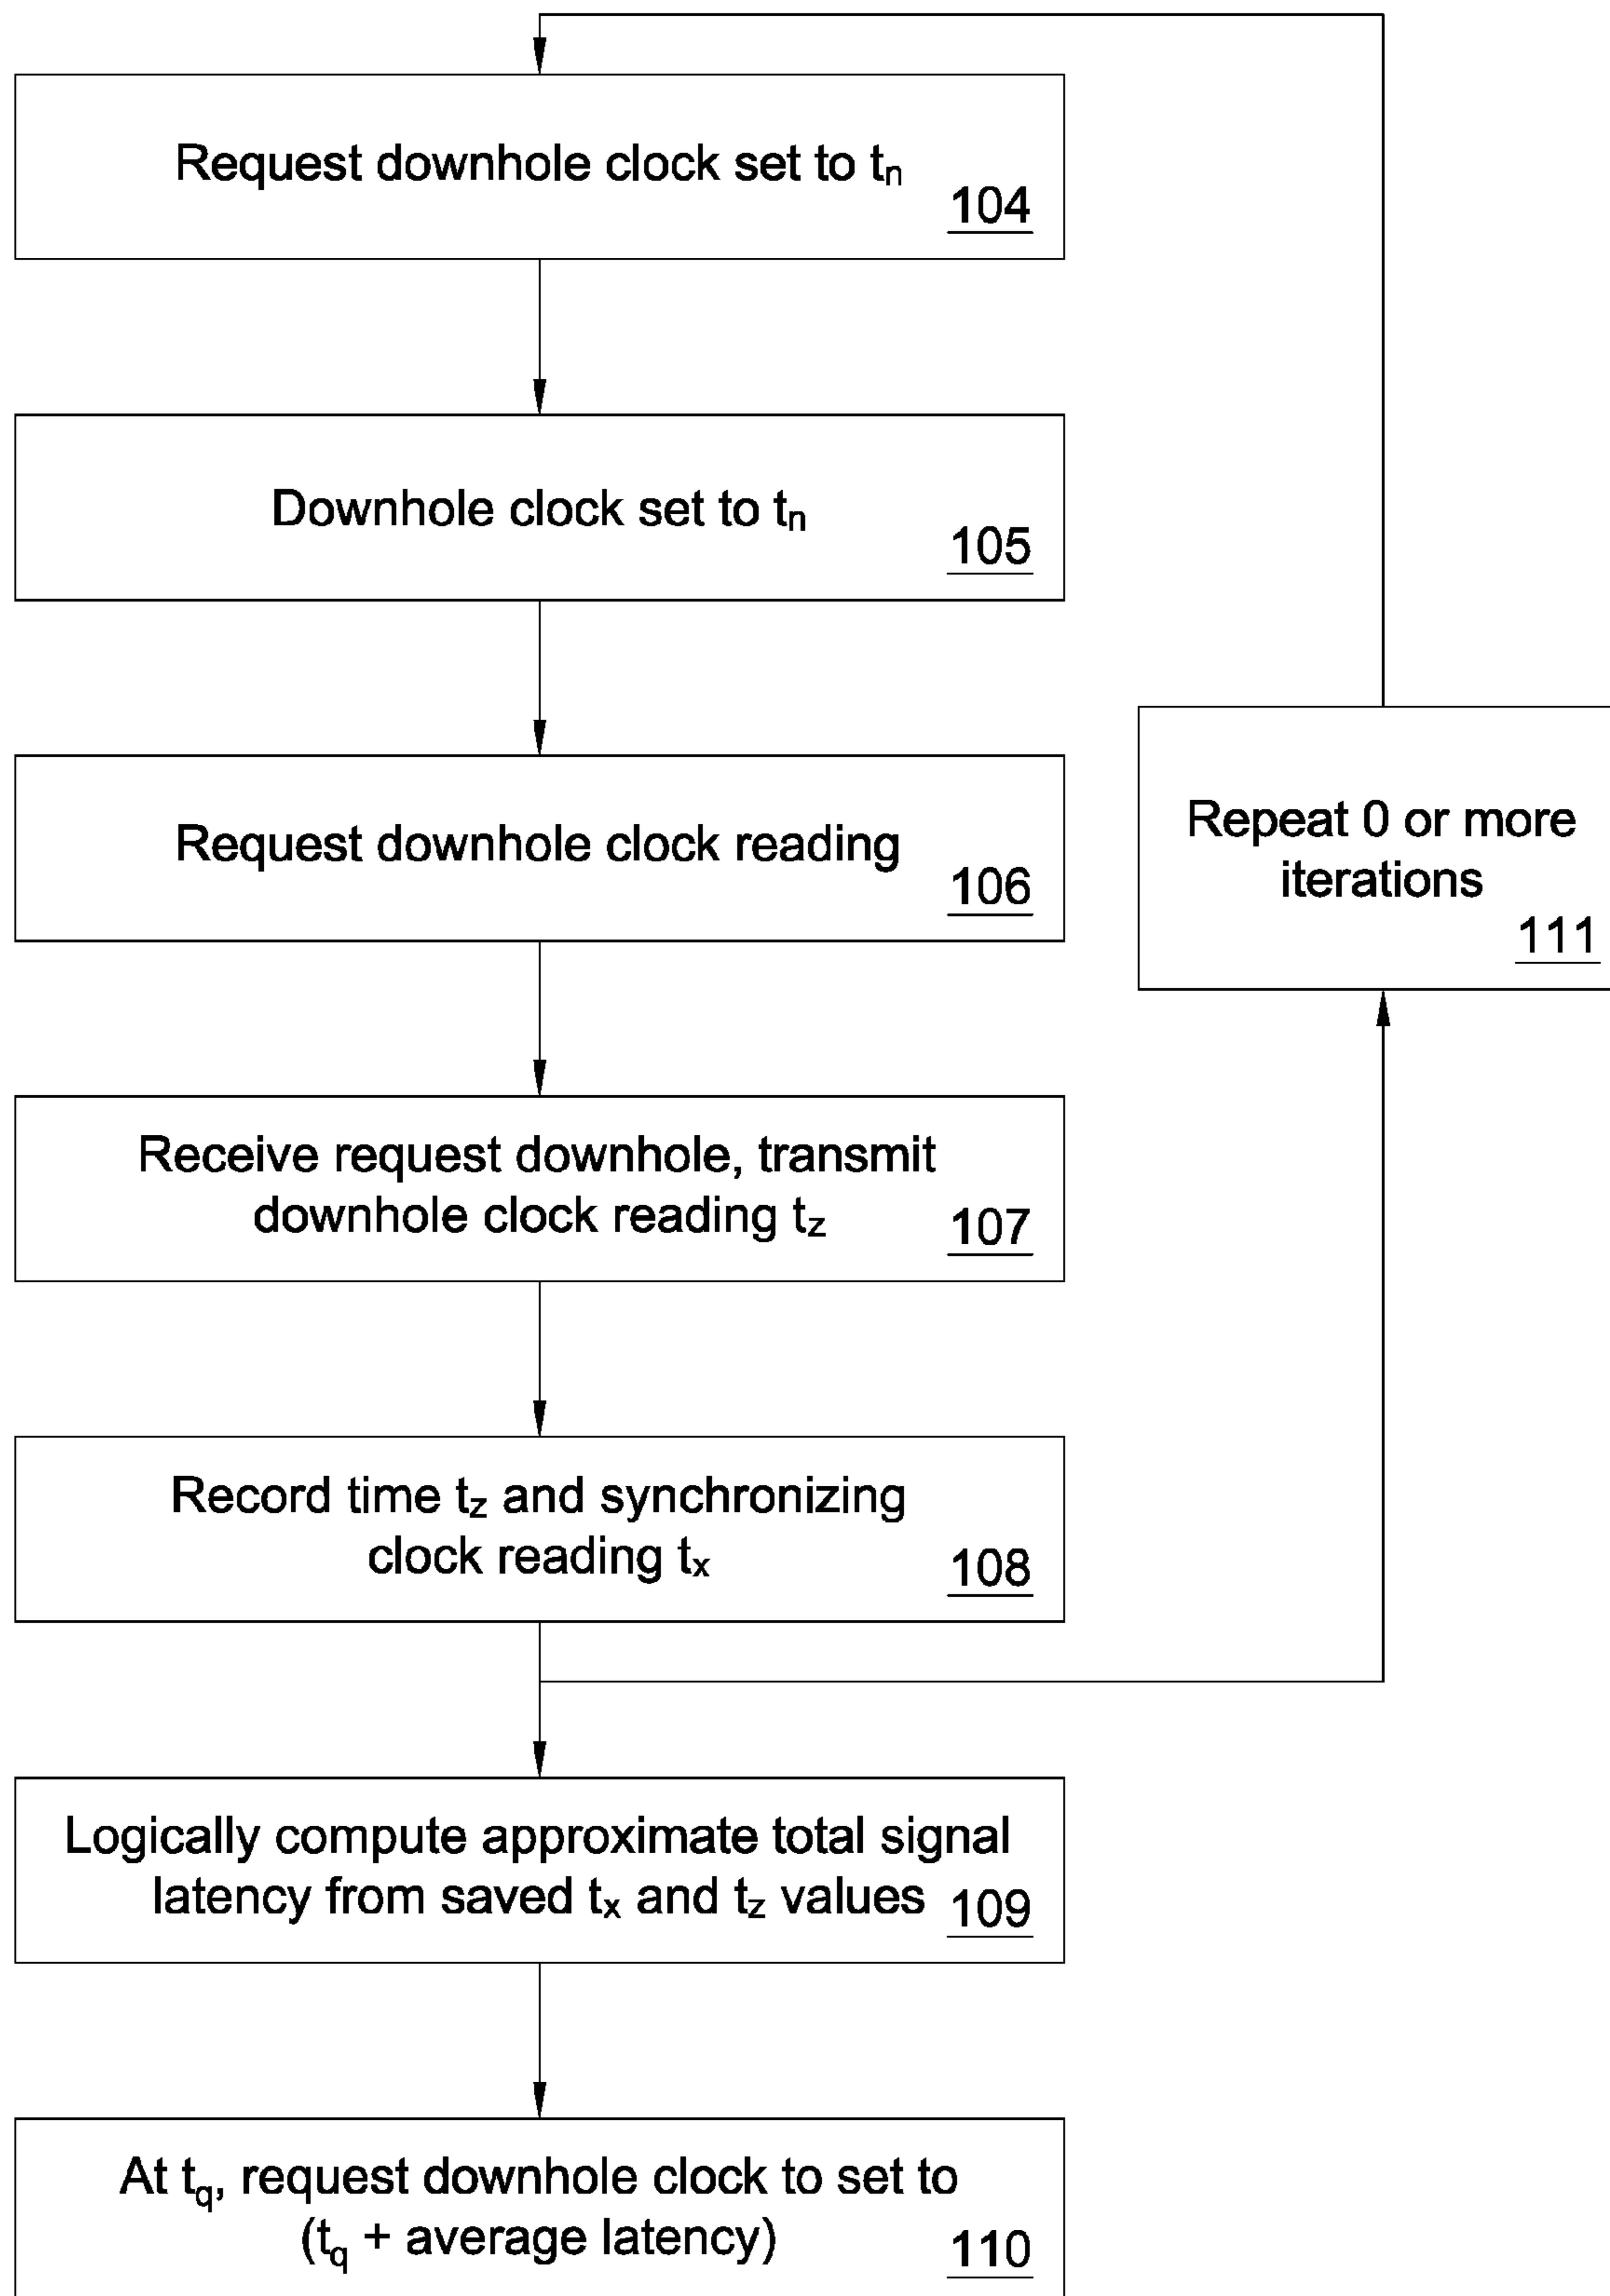 Request downhole clock set to tn
104
Downhole clock set to tn
105
Request downhole clock reading
106
Repeat 0 or more
iterations
111
Receive request downhole, transmit
downhole clock reading tz
107
Record time tz and synchronizing
clock reading tx
108
Logically compute approximate total signal
latency from saved tx and tz values
109
At tq, request downhole clock to set to
(tq + average latency)
110